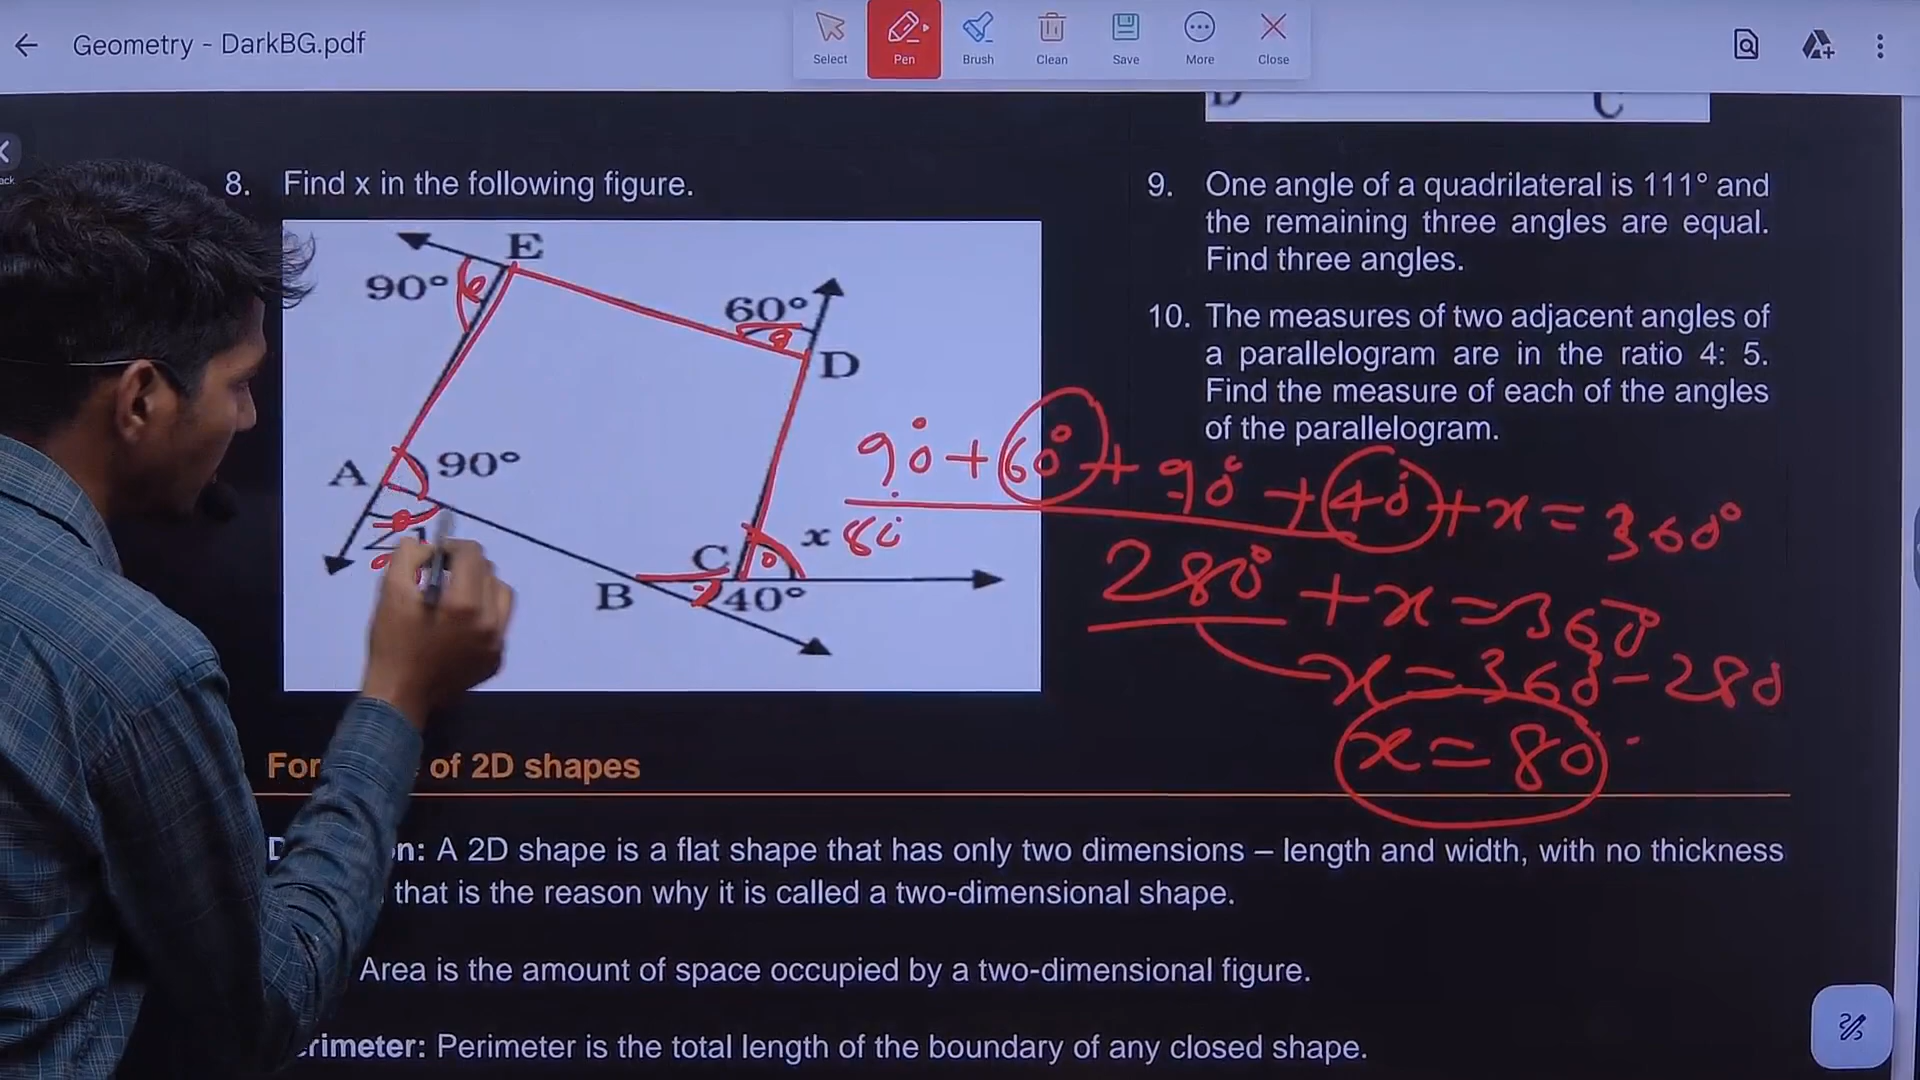 Geometry - DarkBG.pdf
Select
Pen
Brush
Clean
Save
More
Close
C
8. Find x in the following figure.
E
90°
60°
D
A
90°
x 80°
C
B
40°
90° + 60° + 90° + 40° + x = 360°
280° + x = 360°
x = 360° - 280
x = 80
9. One angle of a quadrilateral is 111° and
the remaining three angles are equal.
Find three angles.
10. The measures of two adjacent angles of
a parallelogram are in the ratio 4: 5.
Find the measure of each of the angles
of the parallelogram.
of 2D shapes
A 2D shape is a flat shape that has only two dimensions – length and width, with no thickness
that is the reason why it is called a two-dimensional shape.
Area is the amount of space occupied by a two-dimensional figure.
Perimeter is the total length of the boundary of any closed shape.